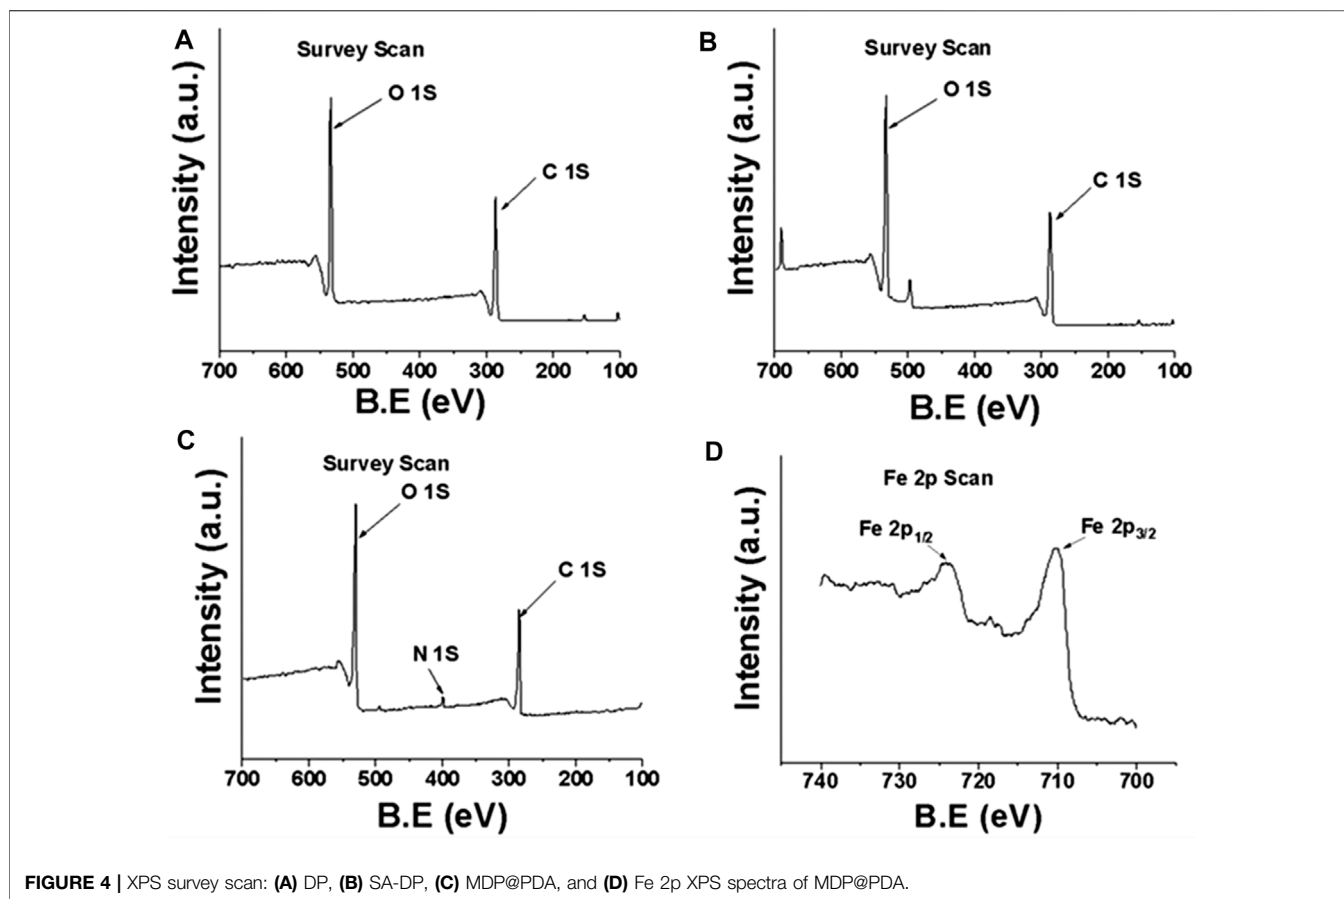 A
Survey Scan
O 1S
C 1S
Intensity (a.u.)
700 600 500 400 300 200 100
B.E (eV)
B
Survey Scan
O 1S
C 1S
Intensity (a.u.)
700 600 500 400 300 200 100
B.E (eV)
C
Survey Scan
O 1S
C 1S
N 1S
Intensity (a.u.)
700 600 500 400 300 200 100
B.E (eV)
D
Fe 2p Scan
Fe 2p1/2
Fe 2p3/2
Intensity (a.u.)
740 730 720 710 700
B.E (eV)
FIGURE 4 | XPS survey scan: (A) DP, (B) SA-DP, (C) MDP@PDA, and (D) Fe 2p XPS spectra of MDP@PDA.